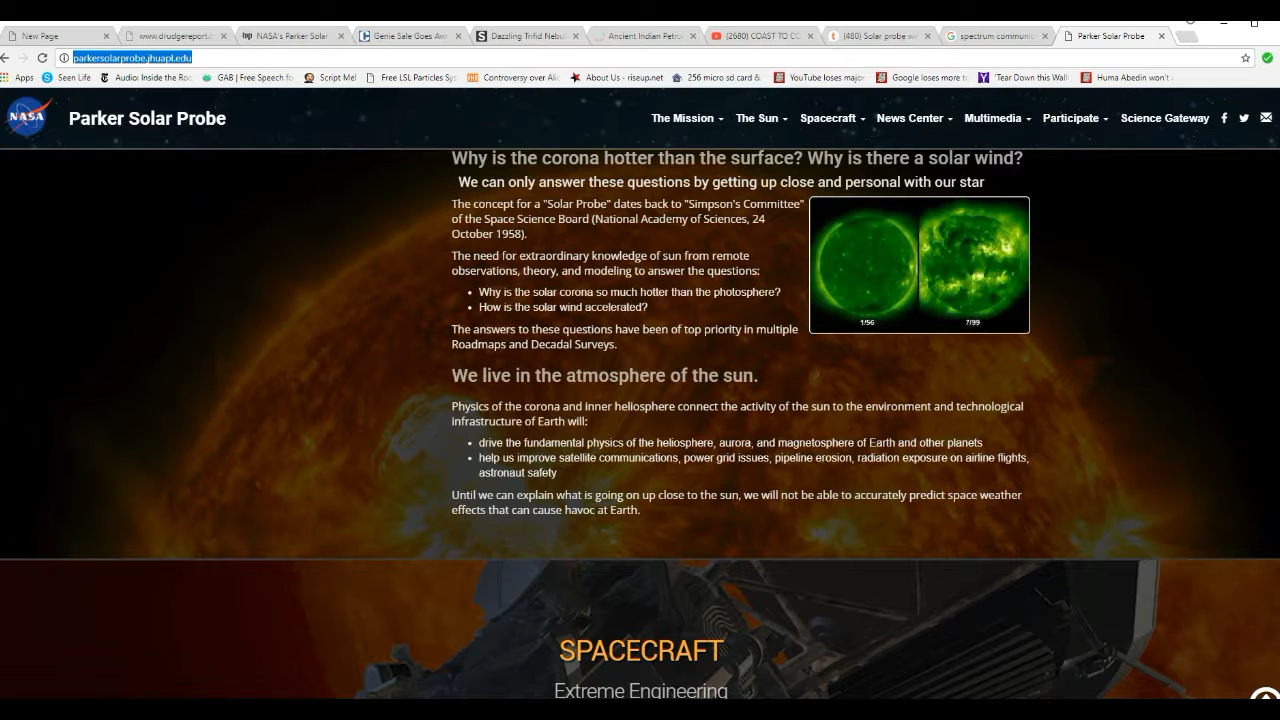 New Page
www.drudgereport.c
NASA's Parker Solar
Genie Sale Goes Aw
Dazzling Trifid Nebul
Ancient Indian Petro
(2680) COAST TO CO
(480) Solar probe wi
spectrum communi
Parker Solar Probe
parkersolarprobe.jhuapl.edu
Apps
Seen Life
Audio: Inside the Ro
GAB | Free Speech fo
Script Me!
Free LSL Particles Sy
Controversy over Ali
About Us - riseup.net
256 micro sd card &
YouTube loses major
Google loses more t
'Tear Down this Wall
Huma Abedin won't
NASA
Parker Solar Probe
The Mission
The Sun
Spacecraft
News Center
Multimedia
Participate
Science Gateway
Why is the corona hotter than the surface? Why is there a solar wind?
We can only answer these questions by getting up close and personal with our star
The concept for a "Solar Probe" dates back to "Simpson's Committee"
of the Space Science Board (National Academy of Sciences, 24
October 1958).
The need for extraordinary knowledge of sun from remote
observations, theory, and modeling to answer the questions:
• Why is the solar corona so much hotter than the photosphere?
• How is the solar wind accelerated?
1/56
7/99
The answers to these questions have been of top priority in multiple
Roadmaps and Decadal Surveys.
We live in the atmosphere of the sun.
Physics of the corona and inner heliosphere connect the activity of the sun to the environment and technological
infrastructure of Earth will:
• drive the fundamental physics of the heliosphere, aurora, and magnetosphere of Earth and other planets
• help us improve satellite communications, power grid issues, pipeline erosion, radiation exposure on airline flights,
astronaut safety
Until we can explain what is going on up close to the sun, we will not be able to accurately predict space weather
effects that can cause havoc at Earth.
SPACECRAFT
Extreme Engineering